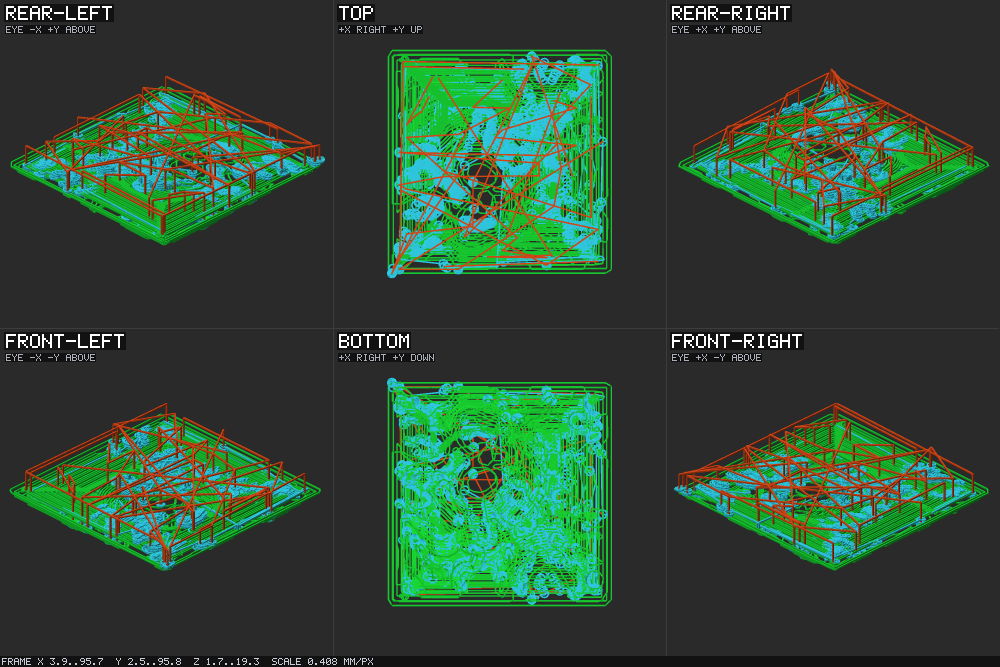 REAR-LEFT
EYE -X +Y ABOVE
TOP
+X RIGHT +Y UP
REAR-RIGHT
EYE +X +Y ABOVE
FRONT-LEFT
EYE -X -Y ABOVE
BOTTOM
+X RIGHT +Y DOWN
FRONT-RIGHT
EYE +X -Y ABOVE
FRAME X 3.9..95.7 Y 2.5..95.8 Z 1.7..19.3 SCALE 0.408 MM/PX